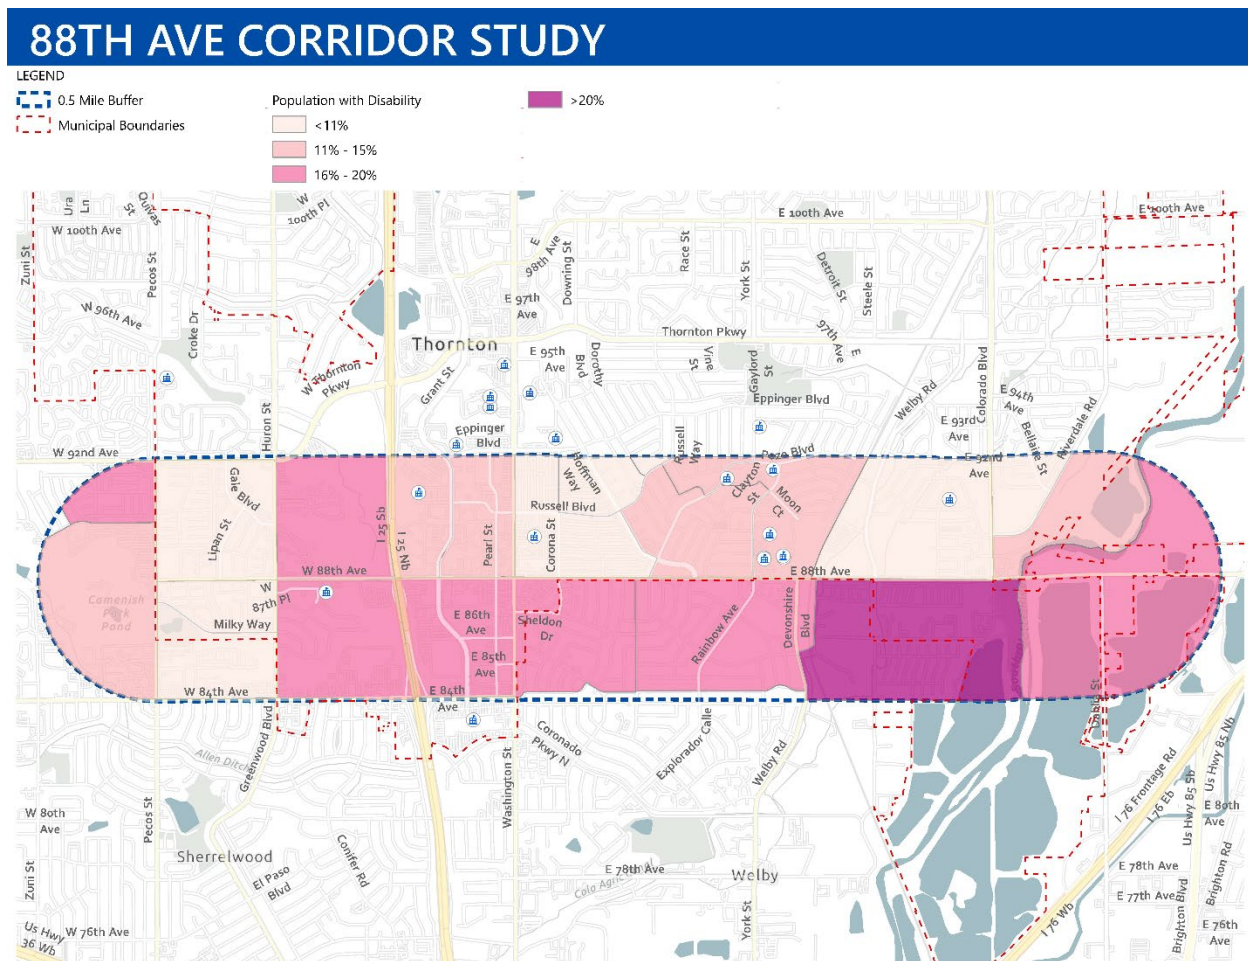 88TH AVE CORRIDOR STUDY
LEGEND
0.5 Mile Buffer
Municipal Boundaries
Population with Disability
<11%
11% - 15%
16% - 20%
>20%
Ura
Ln
Quivas
St
W
100th Pl
W 100th Ave
Zuni St
Pecos St
W 96th Ave
Croke Dr
Huron St
W Thornton
Pkwy
Thornton
Grant St
E
98th Ave
Downing St
E 97th
Ave
E 95th
Ave
Dorothy
Blvd
Race St
York St
E 100th Ave
Detroit St
Steele St
Thornton Pkwy
E
97th Ave
Vine
St
Gaylord
St
Eppinger Blvd
Welby Rd
Colorado Blvd
E 100th Ave
E 94th
Ave
E 93rd
Ave
Bellaire St
Riverdale Rd
Eppinger
Blvd
Russell
Way
W 92nd Ave
Hoffman
Way
Poze Blvd
E 92nd
Ave
Gale
Blvd
Lipan St
Russell Blvd
Clayton
St
Moon
Ct
I 25 Sb
I 25 Nb
Pearl St
Corona St
W 88th Ave
E 88th Ave
W
87th Pl
Camenish
Park
Pond
Milky Way
E 86th
Ave
Sheldon
Dr
Rainbow Ave
Devonshire
Blvd
E 85th
Ave
W 84th Ave
E 84th
Ave
Dahlia St
Greenwood Blvd
Allen Ditch
Washington St
Coronado
Pkwy N
Explorador Calle
Welby Rd
W 80th
Ave
Pecos St
Sherrelwood
El Paso
Blvd
Conifer Rd
Zuni St
E 78th Ave
Welby
York St
I 76 Frontage Rd
I 76 Eb
Us Hwy 85 Sb
Us Hwy 85 Nb
E 80th
Ave
E 78th Ave
E 77th Ave
Brighton Rd
Brighton Blvd
E 76th
Ave
I 76 Wb
Us Hwy
36 Wb
W 76th Ave